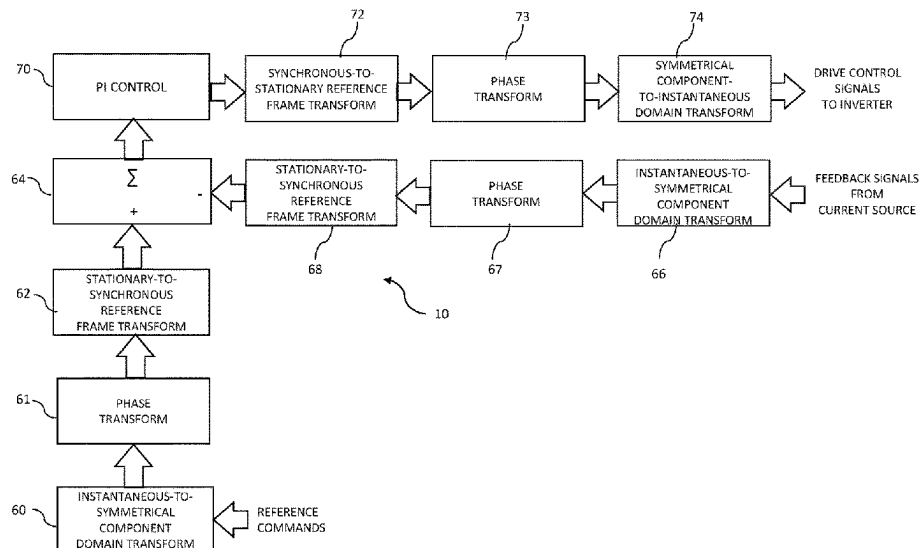 72
73
74
70
PI CONTROL
SYNCHRONOUS-TO-
STATIONARY REFERENCE
FRAME TRANSFORM
PHASE
TRANSFORM
SYMMETRICAL
COMPONENT-
TO-INSTANTANEOUS
DOMAIN TRANSFORM
DRIVE CONTROL
SIGNALS
TO INVERTER
64
Σ
-
+
STATIONARY-TO-
SYNCHRONOUS
REFERENCE
FRAME TRANSFORM
PHASE
TRANSFORM
INSTANTANEOUS-TO-
SYMMETRICAL
COMPONENT
DOMAIN TRANSFORM
FEEDBACK SIGNALS
FROM
CURRENT SOURCE
68
67
66
62
STATIONARY-TO-
SYNCHRONOUS
REFERENCE
FRAME TRANSFORM
10
61
PHASE
TRANSFORM
60
INSTANTANEOUS-TO-
SYMMETRICAL
COMPONENT
DOMAIN TRANSFORM
REFERENCE
COMMANDS